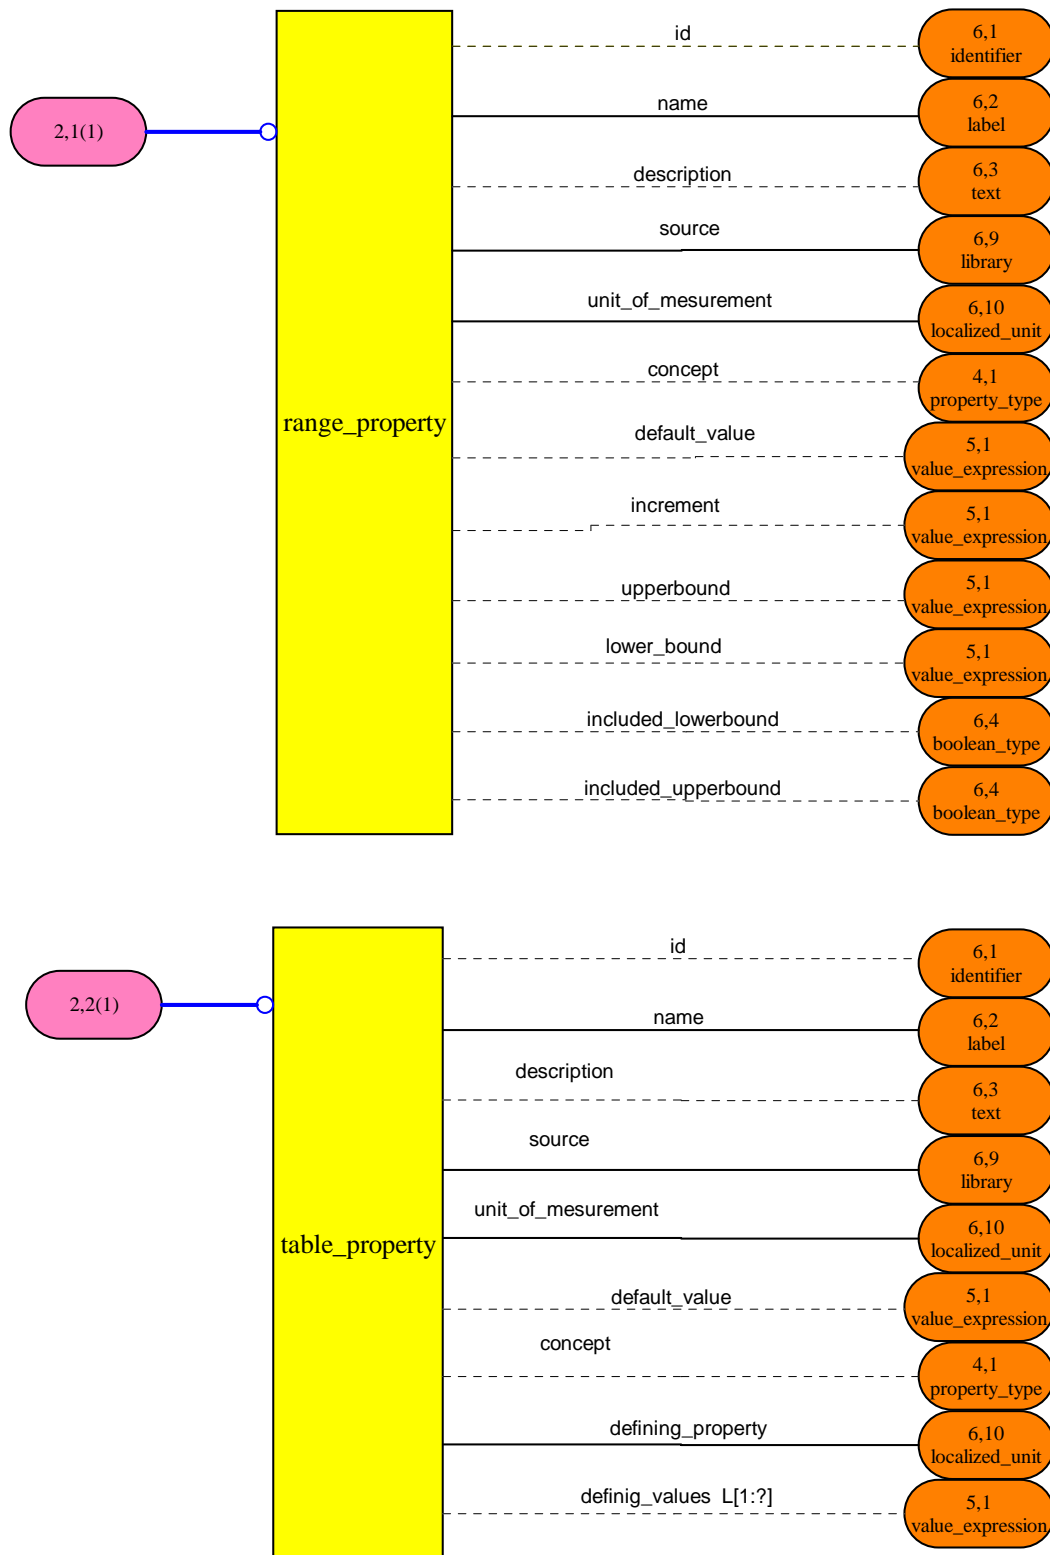 id
6,1
identifier
2,1(1)
name
6,2
label
description
6,3
text
source
6,9
library
unit_of_mesurement
6,10
localized_unit
concept
4,1
property_type
range_property
default_value
5,1
value_expression
increment
5,1
value_expression
upperbound
5,1
value_expression
lower_bound
5,1
value_expression
included_lowerbound
6,4
boolean_type
included_upperbound
6,4
boolean_type
id
6,1
identifier
2,2(1)
name
6,2
label
description
6,3
text
source
6,9
library
unit_of_mesurement
6,10
localized_unit
table_property
default_value
5,1
value_expression
concept
4,1
property_type
defining_property
6,10
localized_unit
definig_values L[1:?]
5,1
value_expression